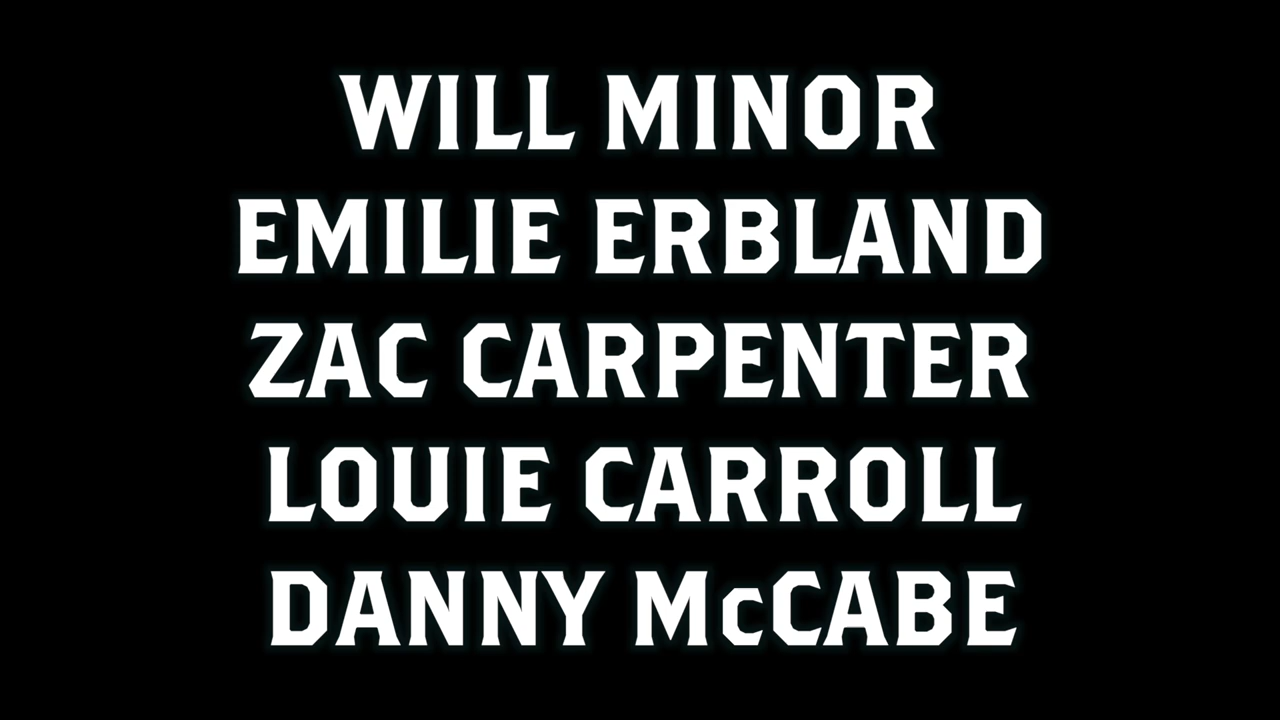 WILL MINOR
EMILIE ERBLAND
ZAC CARPENTER
LOUIE CARROLL
DANNY McCABE